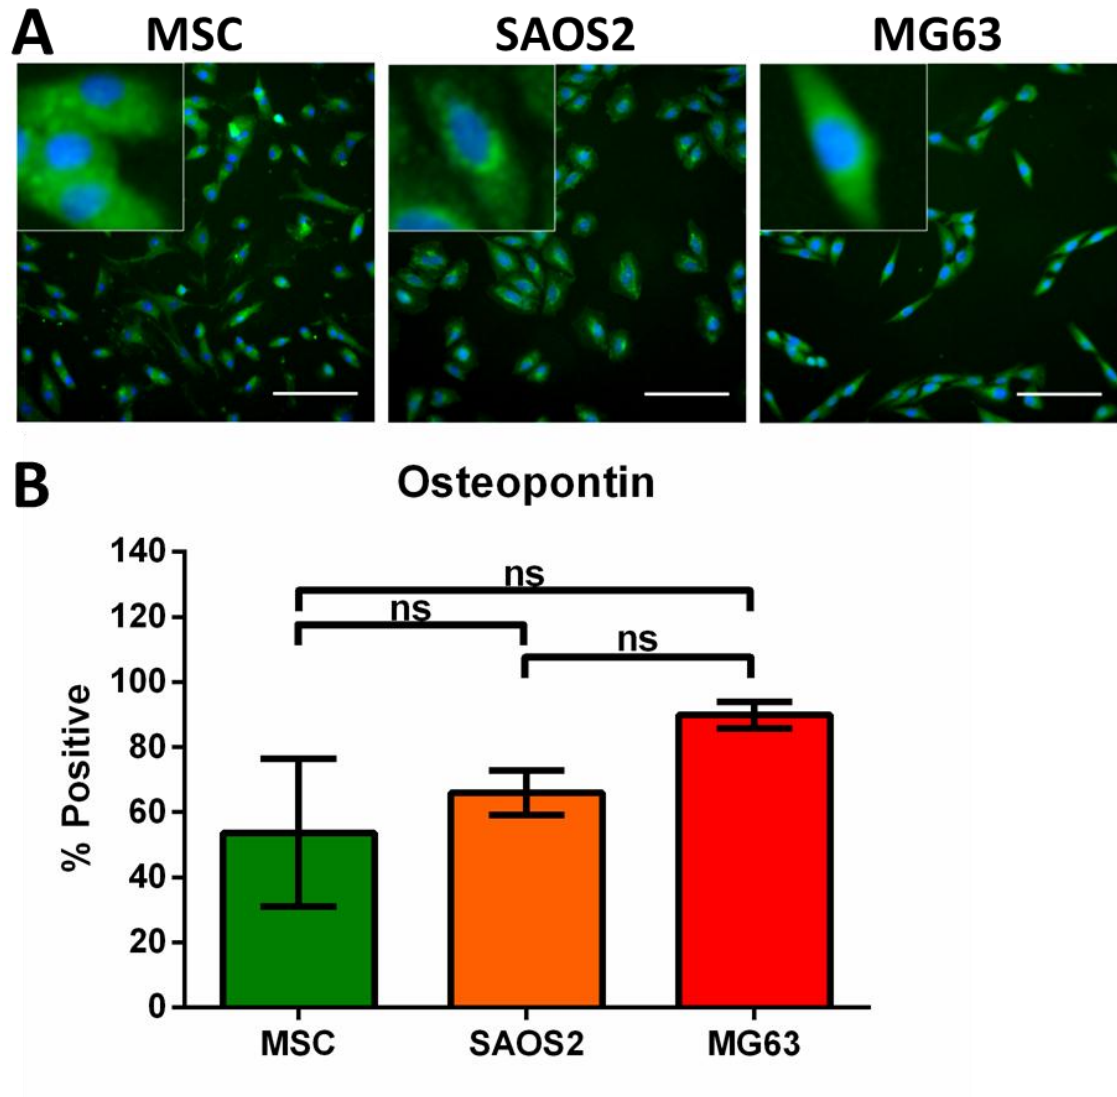 A
MSC SAOS2 MG63
B
Osteopontin
140
120
100
80
60
40
20
0
% Positive
ns
ns
ns
MSC SAOS2 MG63